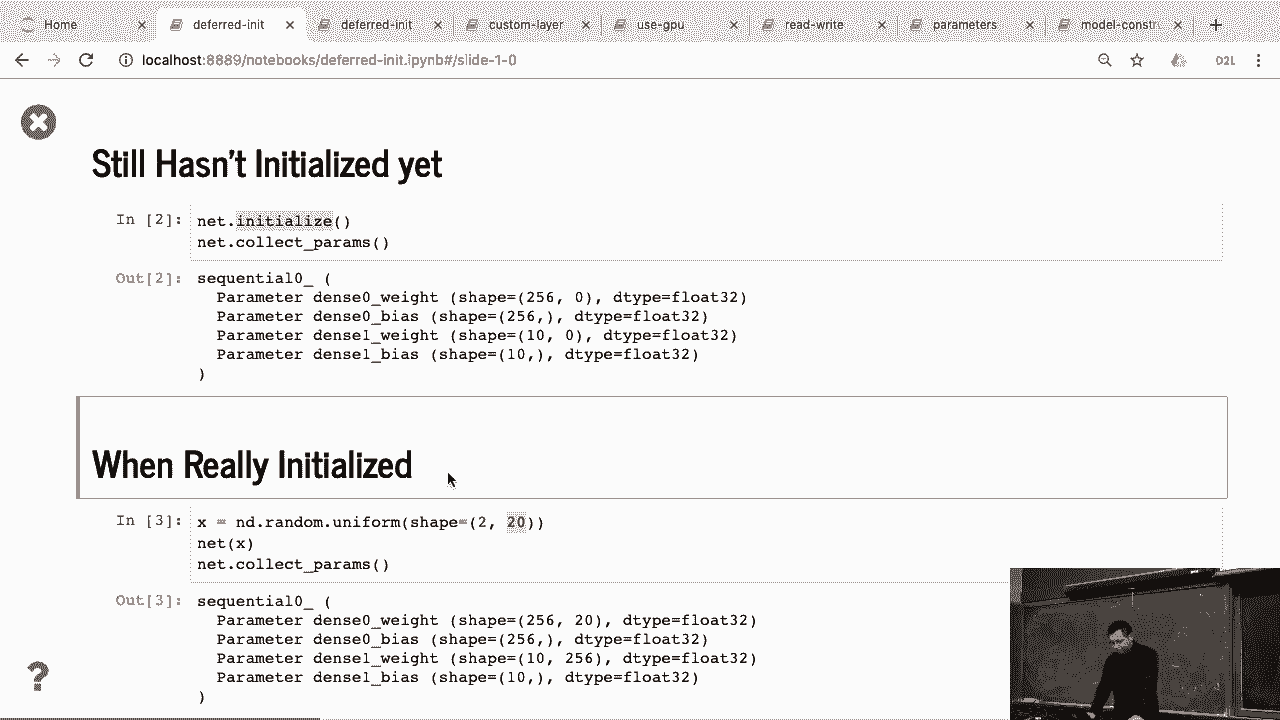 Home
deferred-init
deferred-init
custom-layer
use-gpu
read-write
parameters
model-constr
localhost:8889/notebooks/deferred-init.ipynb#/slide-1-0
D2L
Still Hasn't Initialized yet
In [2]: net.initialize()
net.collect_params()
Out[2]: sequential0_ (
Parameter dense0_weight (shape=(256, 0), dtype=float32)
Parameter dense0_bias (shape=(256,), dtype=float32)
Parameter dense1_weight (shape=(10, 0), dtype=float32)
Parameter dense1_bias (shape=(10,), dtype=float32)
)
When Really Initialized
In [3]: x = nd.random.uniform(shape=(2, 20))
net(x)
net.collect_params()
Out[3]: sequential0_ (
Parameter dense0_weight (shape=(256, 20), dtype=float32)
Parameter dense0_bias (shape=(256,), dtype=float32)
Parameter dense1_weight (shape=(10, 256), dtype=float32)
Parameter dense1_bias (shape=(10,), dtype=float32)
)
?